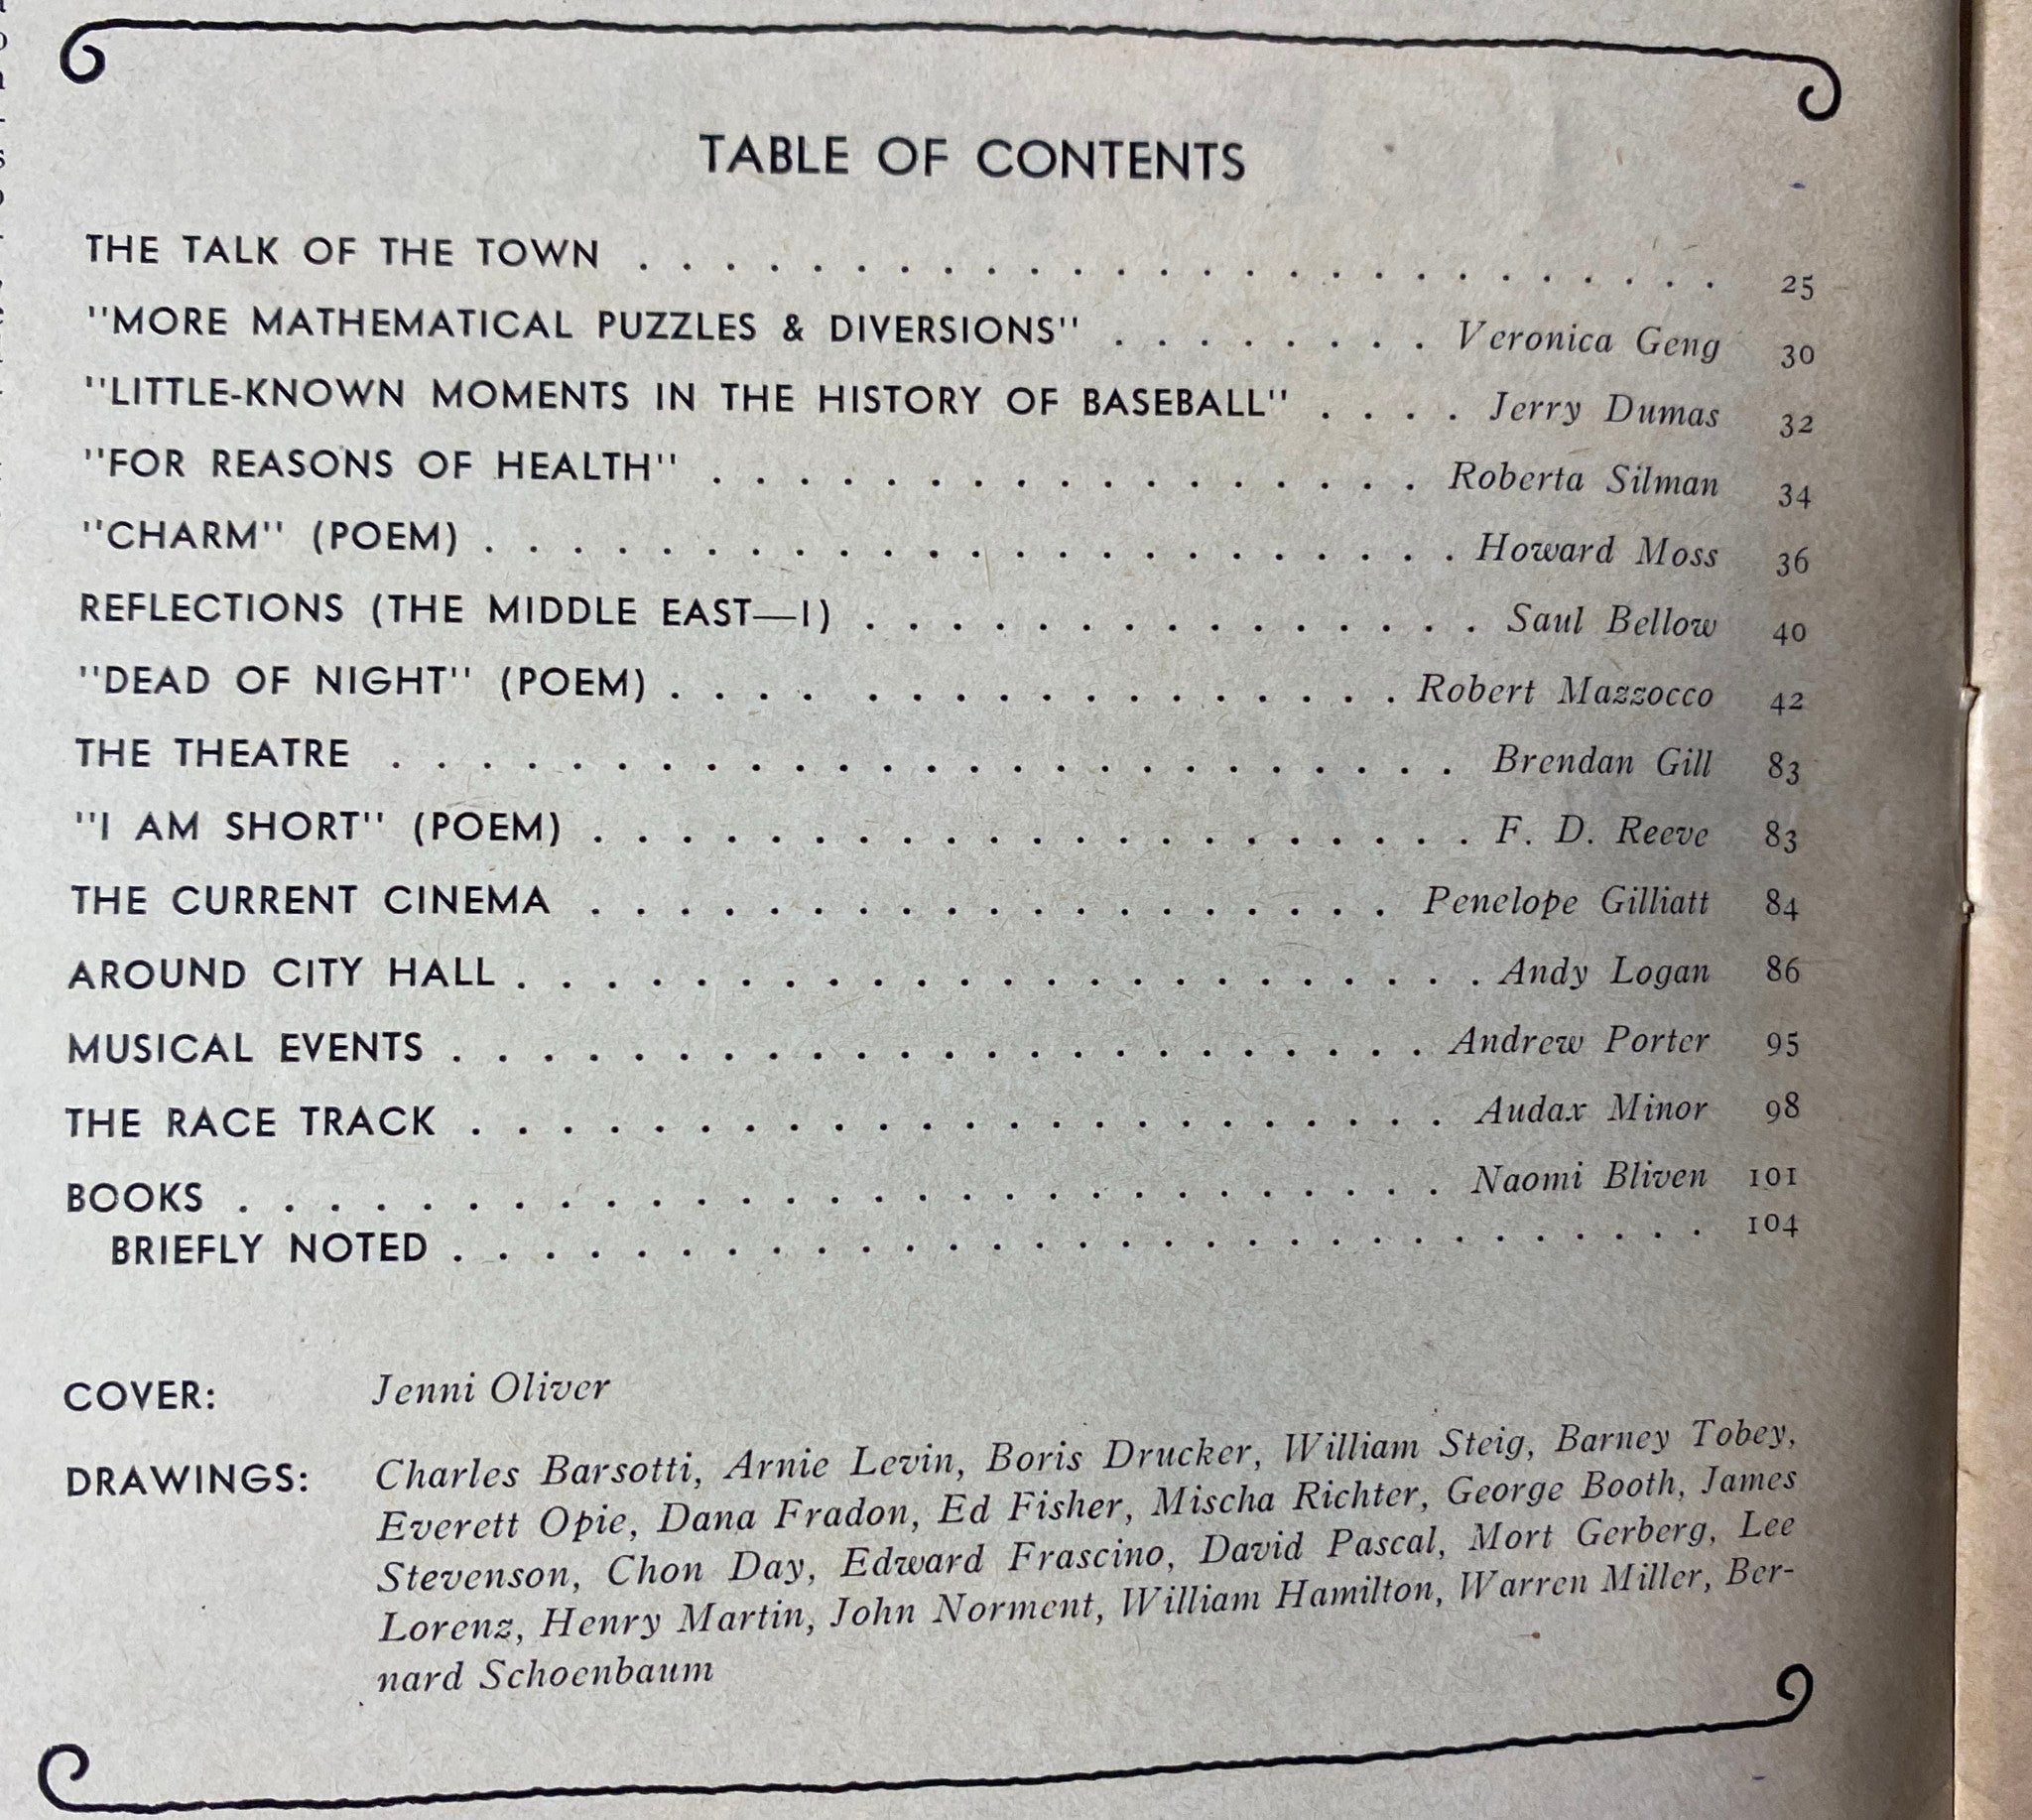 TABLE OF CONTENTS
THE TALK OF THE TOWN . . . . . . . . . . . . . . . . . . . . . . . . . 25
"MORE MATHEMATICAL PUZZLES & DIVERSIONS" . . . . . . . . Veronica Geng 30
"LITTLE-KNOWN MOMENTS IN THE HISTORY OF BASEBALL" . . . . Jerry Dumas 32
"FOR REASONS OF HEALTH" . . . . . . . . . . . . . . . . . Roberta Silman 34
"CHARM" (POEM) . . . . . . . . . . . . . . . . . . . . . . . Howard Moss 36
REFLECTIONS (THE MIDDLE EAST—I) . . . . . . . . . . . . . . . Saul Bellow 40
"DEAD OF NIGHT" (POEM) . . . . . . . . . . . . . . . . . Robert Mazzocco 42
THE THEATRE . . . . . . . . . . . . . . . . . . . . . . . . . Brendan Gill 83
"I AM SHORT" (POEM) . . . . . . . . . . . . . . . . . . . . . F. D. Reeve 83
THE CURRENT CINEMA . . . . . . . . . . . . . . . . . . . Penelope Gilliatt 84
AROUND CITY HALL . . . . . . . . . . . . . . . . . . . . . . . Andy Logan 86
MUSICAL EVENTS . . . . . . . . . . . . . . . . . . . . . . . Andrew Porter 95
THE RACE TRACK . . . . . . . . . . . . . . . . . . . . . . . Audax Minor 98
BOOKS . . . . . . . . . . . . . . . . . . . . . . . . . . . . Naomi Bliven 101
BRIEFLY NOTED . . . . . . . . . . . . . . . . . . . . . . . . . . . . . 104
COVER: Jenni Oliver
DRAWINGS: Charles Barsotti, Arnie Levin, Boris Drucker, William Steig, Barney Tobey,
Everett Opie, Dana Fradon, Ed Fisher, Mischa Richter, George Booth, James
Stevenson, Chon Day, Edward Frascino, David Pascal, Mort Gerberg, Lee
Lorenz, Henry Martin, John Norment, William Hamilton, Warren Miller, Ber-
nard Schoenbaum